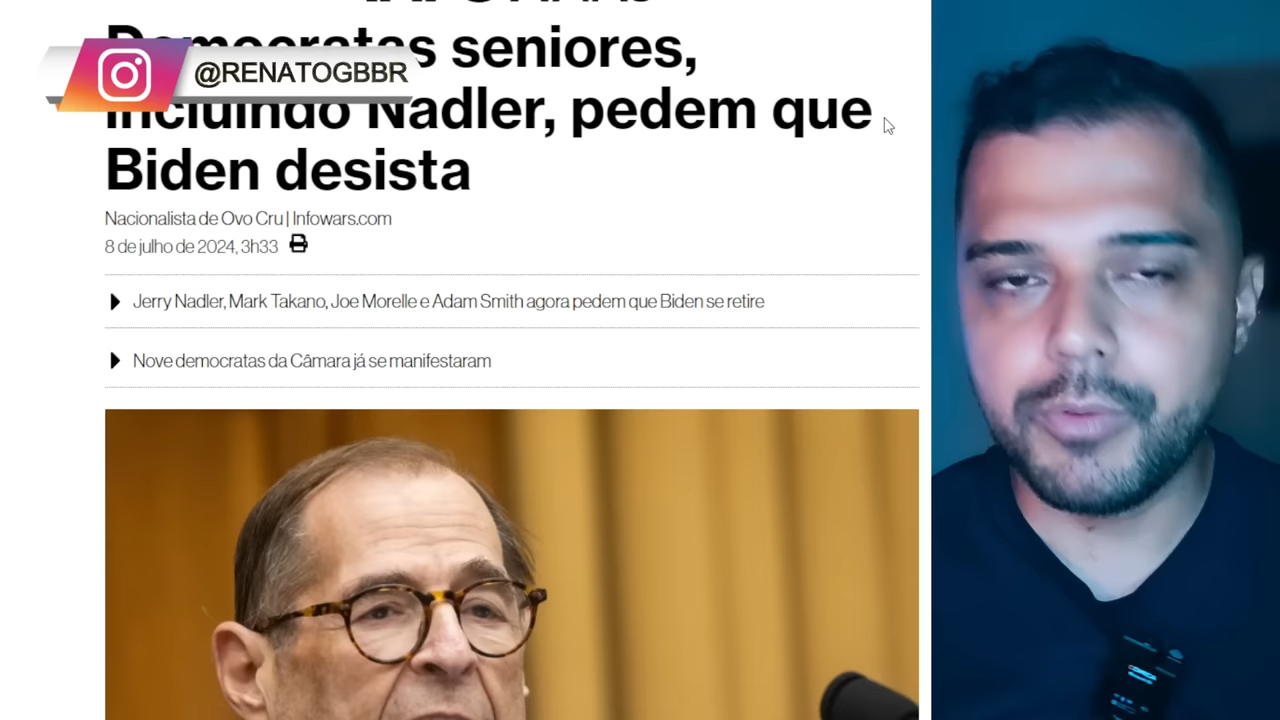 Democratas seniores,
@RENATOGBBR
incluindo Nadler, pedem que
Biden desista
Nacionalista de Ovo Cru | Infowars.com
8 de julho de 2024, 3h33
Jerry Nadler, Mark Takano, Joe Morelle e Adam Smith agora pedem que Biden se retire
Nove democratas da Câmara já se manifestaram